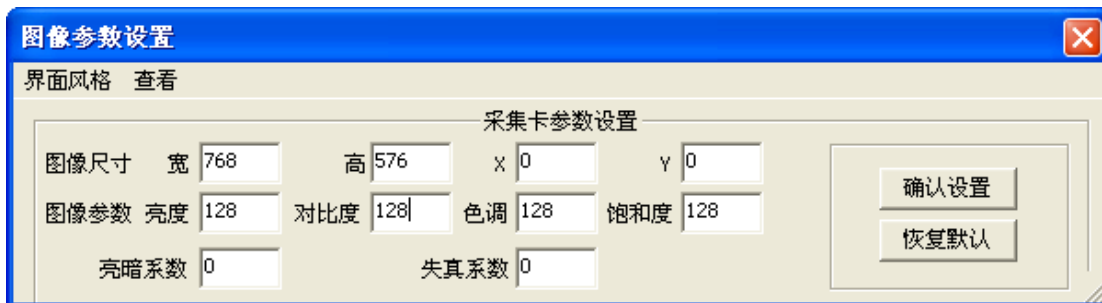 图像参数设置
界面风格 查看
采集卡参数设置
图像尺寸 宽 768 高 576 X 0 Y 0
确认设置
图像参数 亮度 128 对比度 128 色调 128 饱和度 128
恢复默认
亮暗系数 0 失真系数 0